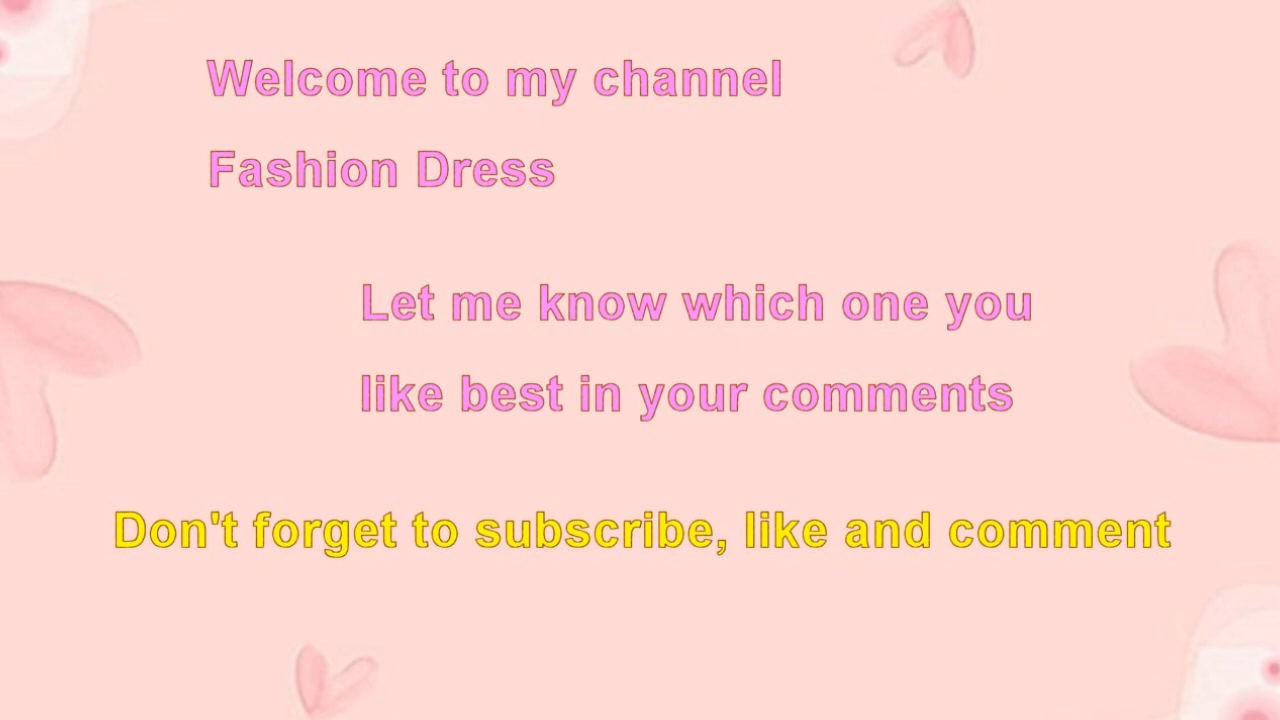 Welcome to my channel
Fashion Dress
Let me know which one you
like best in your comments
Don't forget to subscribe, like and comment